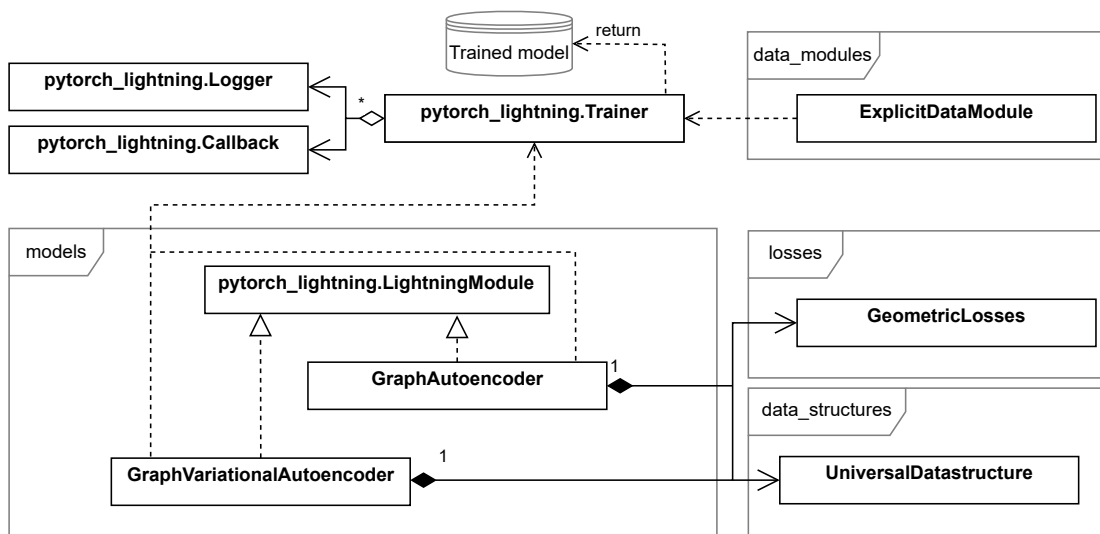 return
Trained model
data_modules
pytorch_lightning.Logger
*
pytorch_lightning.Trainer
ExplicitDataModule
pytorch_lightning.Callback
models
losses
pytorch_lightning.LightningModule
GeometricLosses
GraphAutoencoder
1
data_structures
GraphVariationalAutoencoder
1
UniversalDatastructure